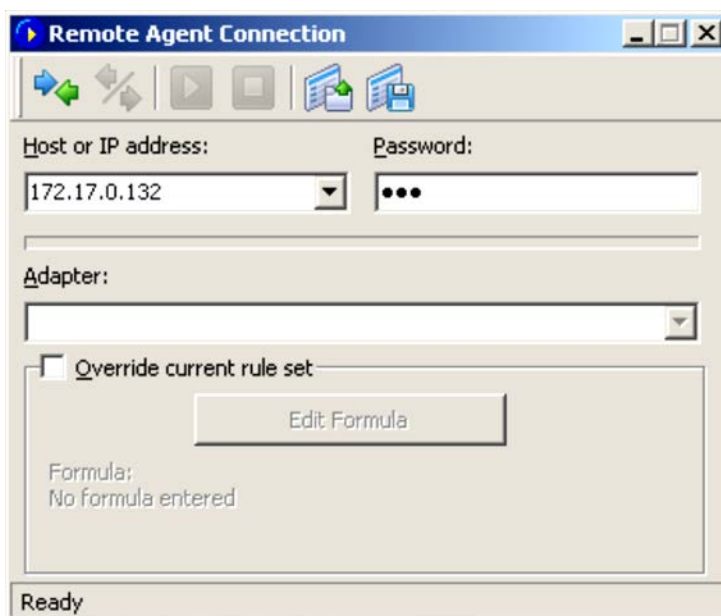 Remote Agent Connection
Host or IP address: Password:
172.17.0.132 •••
Adapter:
Override current rule set
Edit Formula
Formula:
No formula entered
Ready